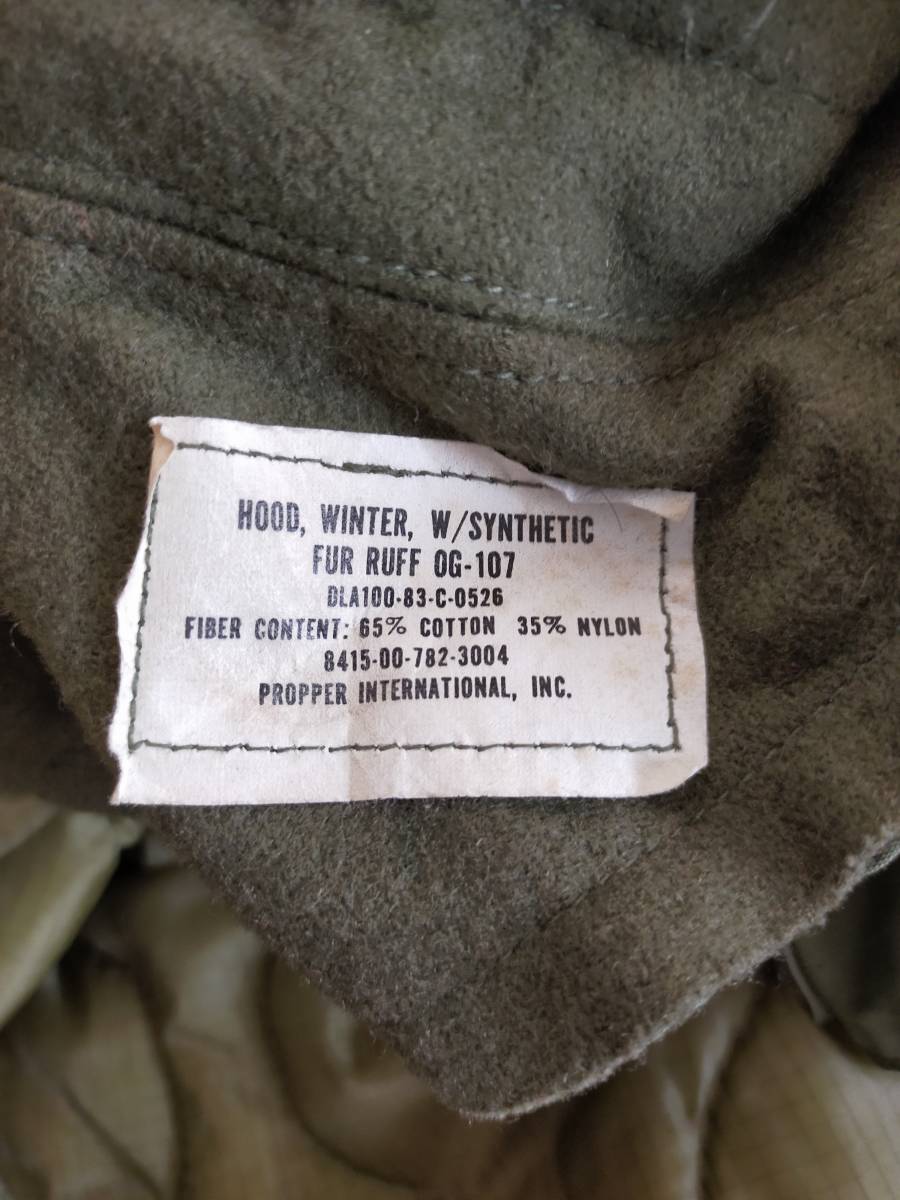 HOOD, WINTER, W/SYNTHETIC
FUR RUFF OG-107
DLA100-83-C-0526
FIBER CONTENT: 65% COTTON 35% NYLON
8415-00-782-3004
PROPPER INTERNATIONAL, INC.